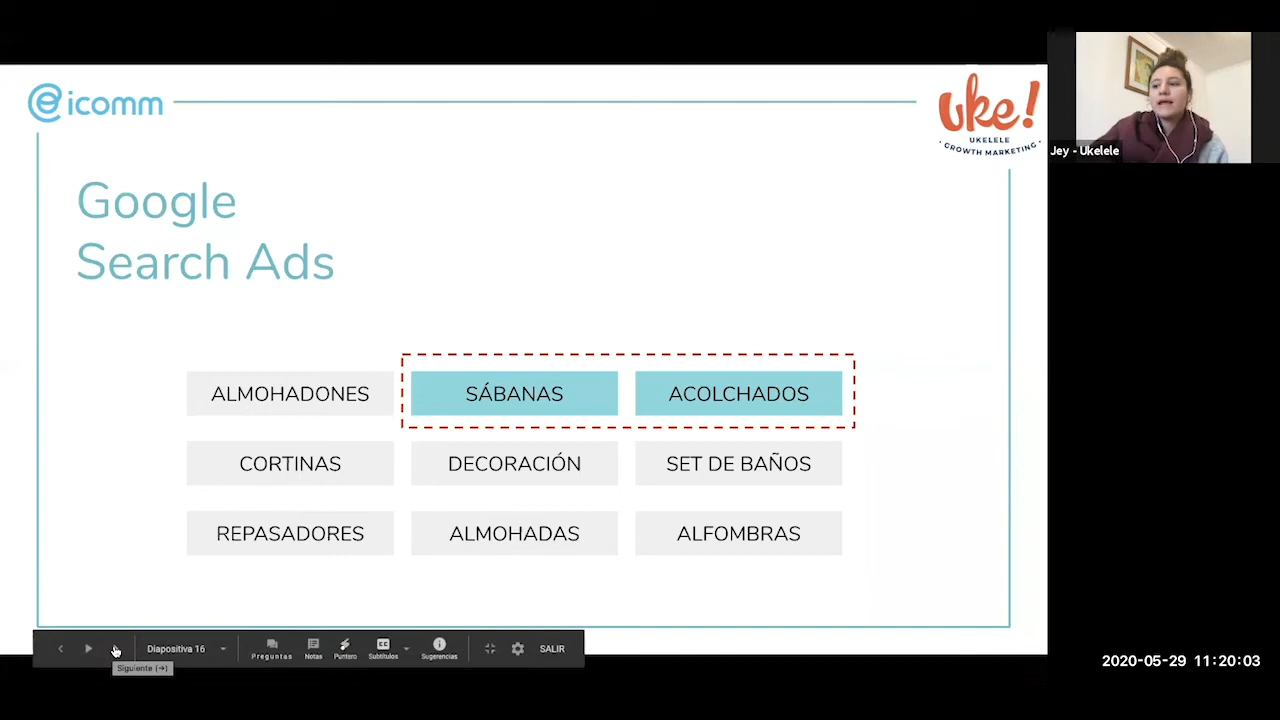 icomm
uke!
UKELELE
· GROWTH MARKETING ·
Jey - Ukelele
Google
Search Ads
ALMOHADONES
SÁBANAS
ACOLCHADOS
CORTINAS
DECORACIÓN
SET DE BAÑOS
REPASADORES
ALMOHADAS
ALFOMBRAS
Diapositiva 16
Preguntas
Notas
Puntero
Subtítulos
Sugerencias
SALIR
Siguiente (→)
2020-05-29 11:20:03